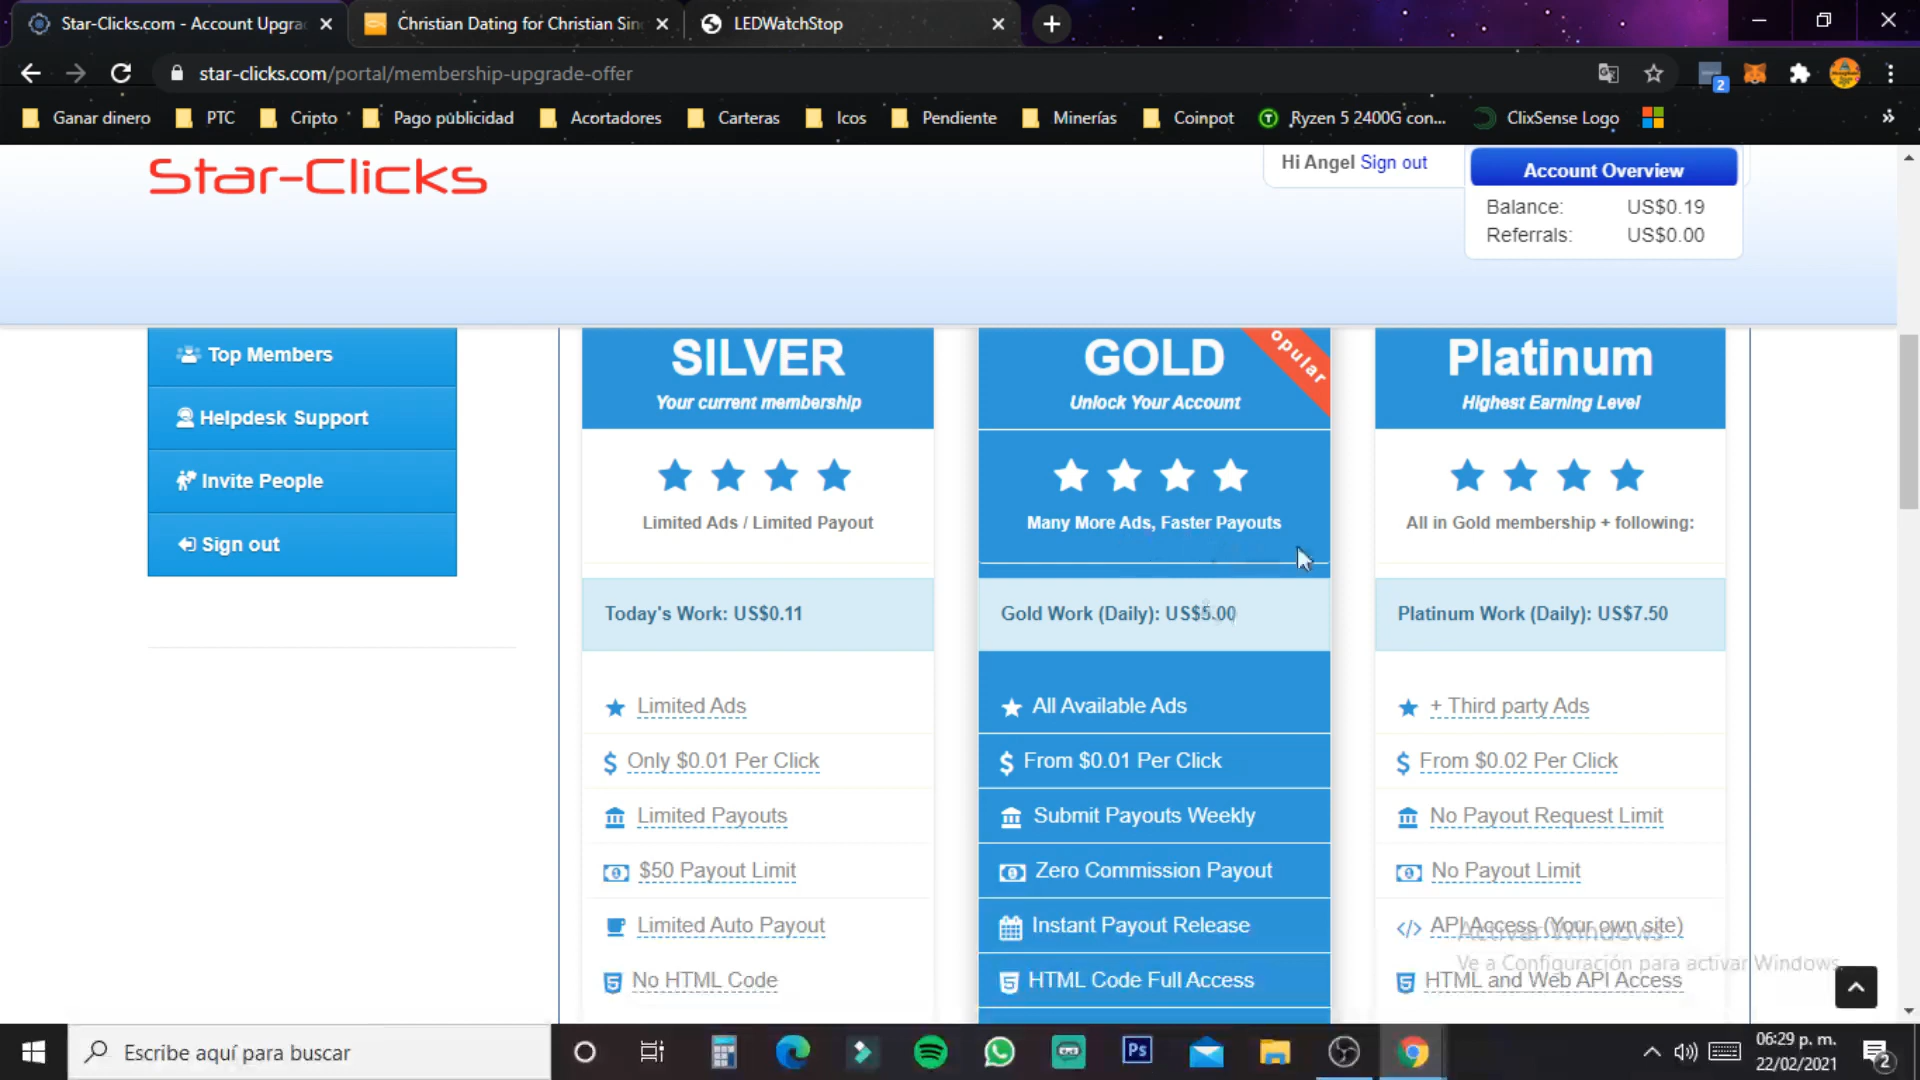 Star-Clicks.com - Account Upgra
Christian Dating for Christian Sin
LEDWatchStop
star-clicks.com/portal/membership-upgrade-offer
2
Ganar dinero
PTC
Cripto
Pago publicidad
Acortadores
Carteras
Icos
Pendiente
Minerías
Coinpot
Ryzen 5 2400G con...
ClixSense Logo
»
Star-Clicks
Hi Angel Sign out
Account Overview
Balance: US$0.19
Referrals: US$0.00
Top Members
Helpdesk Support
Invite People
Sign out
SILVER
Your current membership
Limited Ads / Limited Payout
Today's Work: US$0.11
Limited Ads
Only $0.01 Per Click
Limited Payouts
$50 Payout Limit
Limited Auto Payout
No HTML Code
GOLD
opular
Unlock Your Account
Many More Ads, Faster Payouts
Gold Work (Daily): US$5.00
All Available Ads
From $0.01 Per Click
Submit Payouts Weekly
Zero Commission Payout
Instant Payout Release
HTML Code Full Access
Platinum
Highest Earning Level
All in Gold membership + following:
Platinum Work (Daily): US$7.50
+ Third party Ads
From $0.02 Per Click
No Payout Request Limit
No Payout Limit
API Access (Your own site)
HTML and Web API Access
Activar Windows
Ve a Configuración para activar Windows.
Escribe aquí para buscar
Ps
06:29 p. m.
22/02/2021
2